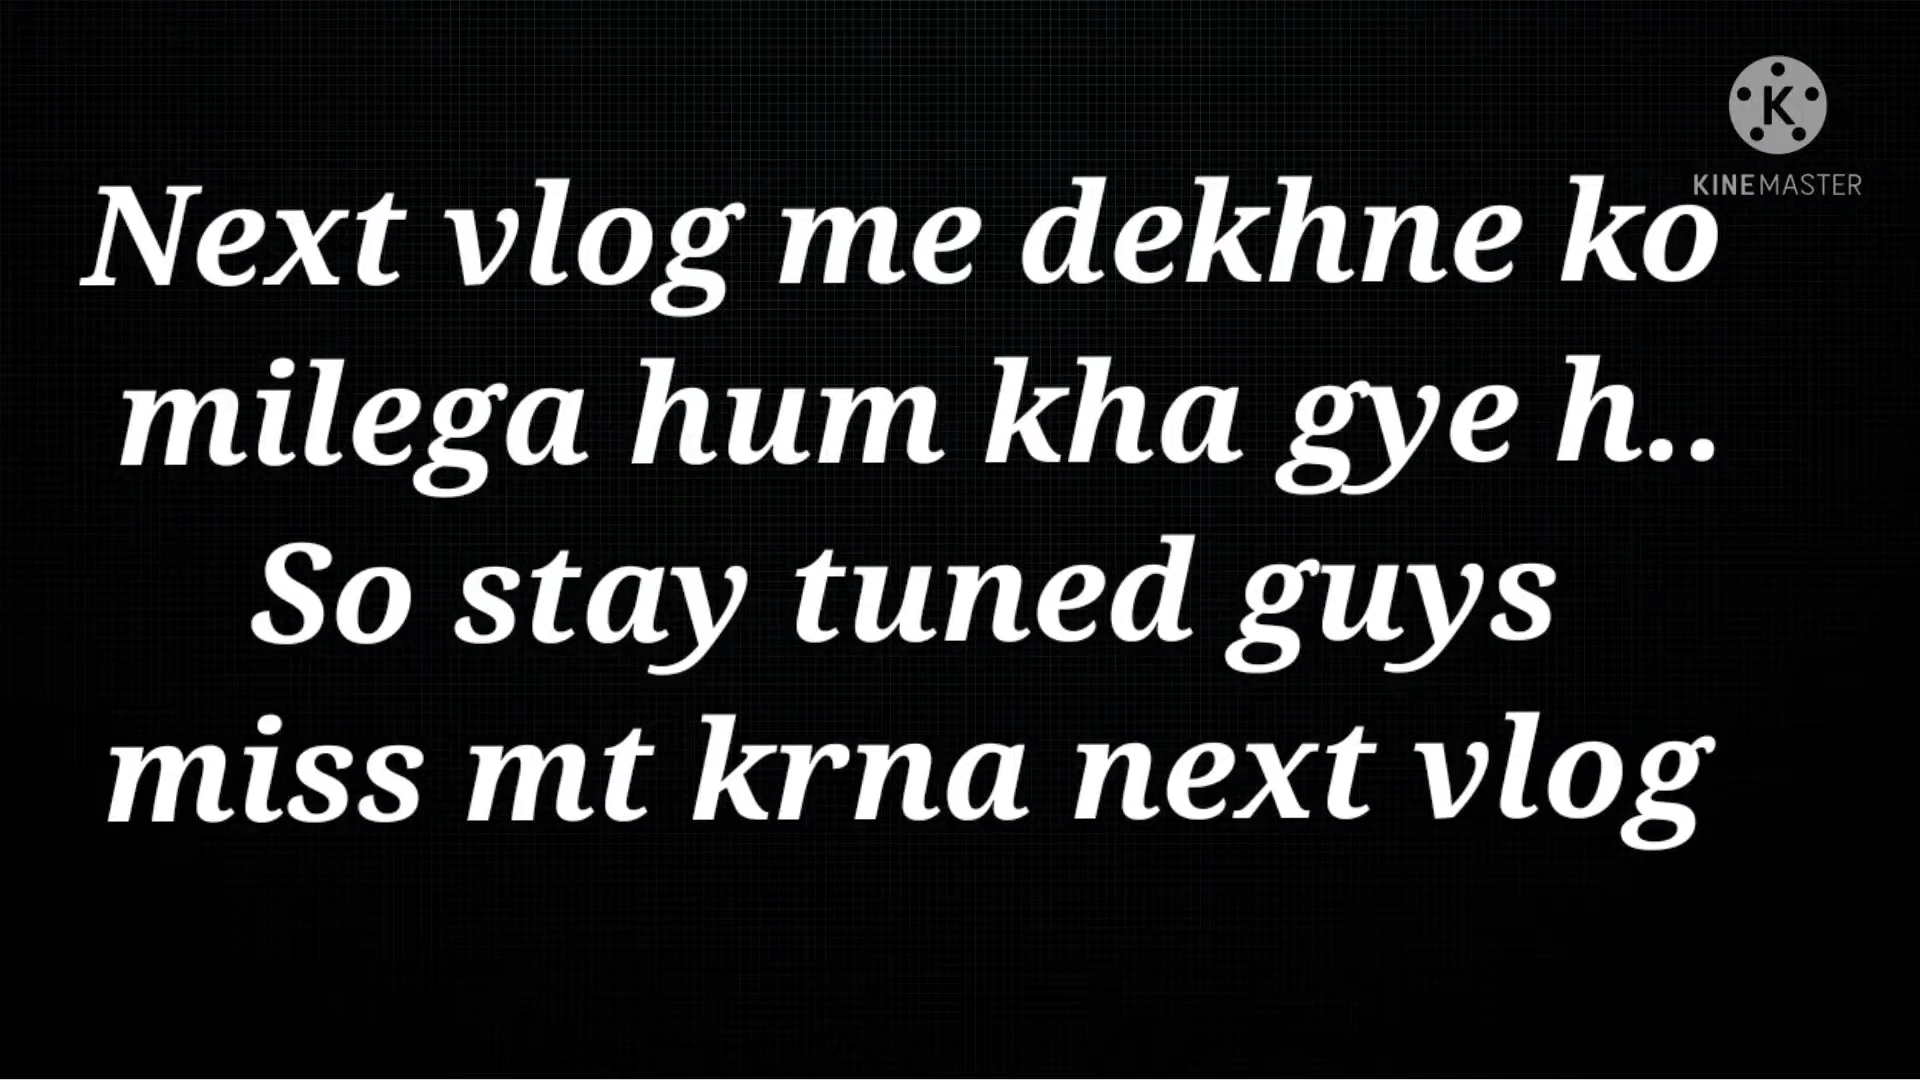 KINEMASTER
Next vlog me dekhne ko
milega hum kha gye h..
So stay tuned guys
miss mt krna next vlog